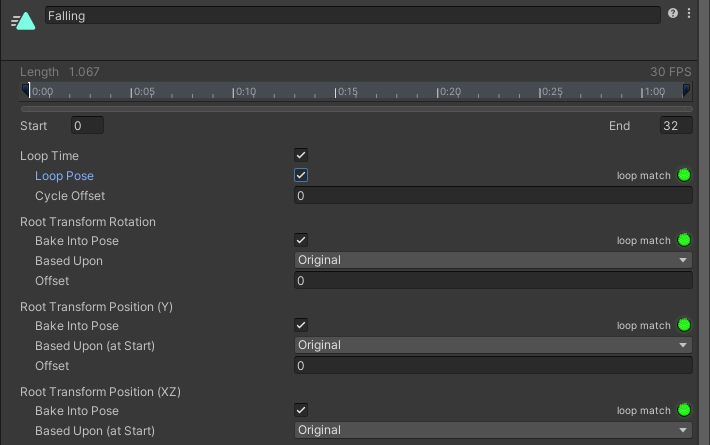 Falling
Length 1.067 30 FPS
0:00 0:05 0:10 0:15 0:20 0:25 1:00
Start 0 End 32
Loop Time
Loop Pose loop match
Cycle Offset 0
Root Transform Rotation
Bake Into Pose loop match
Based Upon Original
Offset 0
Root Transform Position (Y)
Bake Into Pose loop match
Based Upon (at Start) Original
Offset 0
Root Transform Position (XZ)
Bake Into Pose loop match
Based Upon (at Start) Original